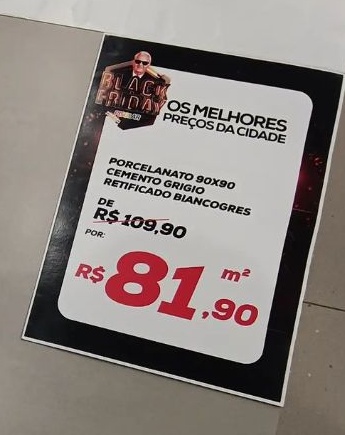 BLACK
FRIDAY
OS MELHORES
PREÇOS DA CIDADE
PORCELANATO 90X90
CEMENTO GRIGIO
RETIFICADO BIANCOGRES
DE
R$ 109,90
POR:
R$ 81,90 m²